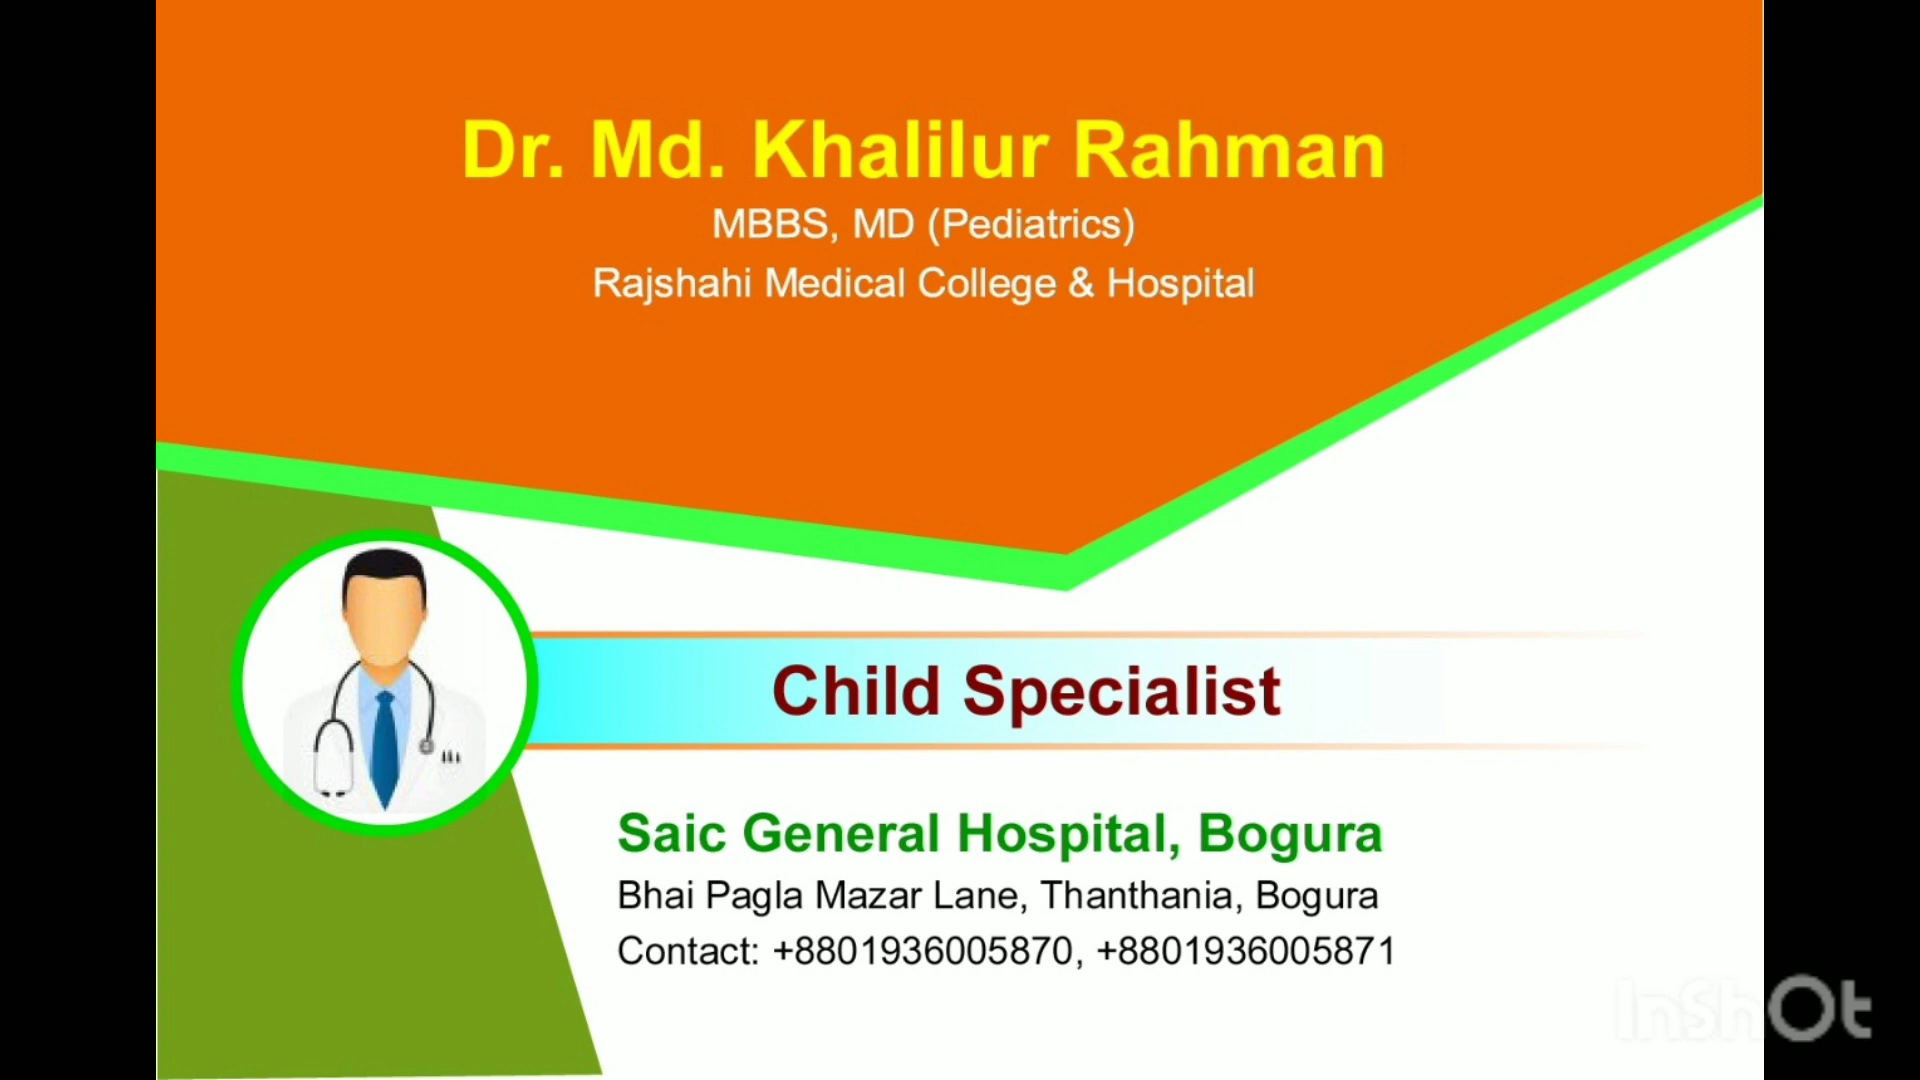 Dr. Md. Khalilur Rahman
MBBS, MD (Pediatrics)
Rajshahi Medical College & Hospital
Child Specialist
Saic General Hospital, Bogura
Bhai Pagla Mazar Lane, Thanthania, Bogura
Contact: +8801936005870, +8801936005871
InShOt